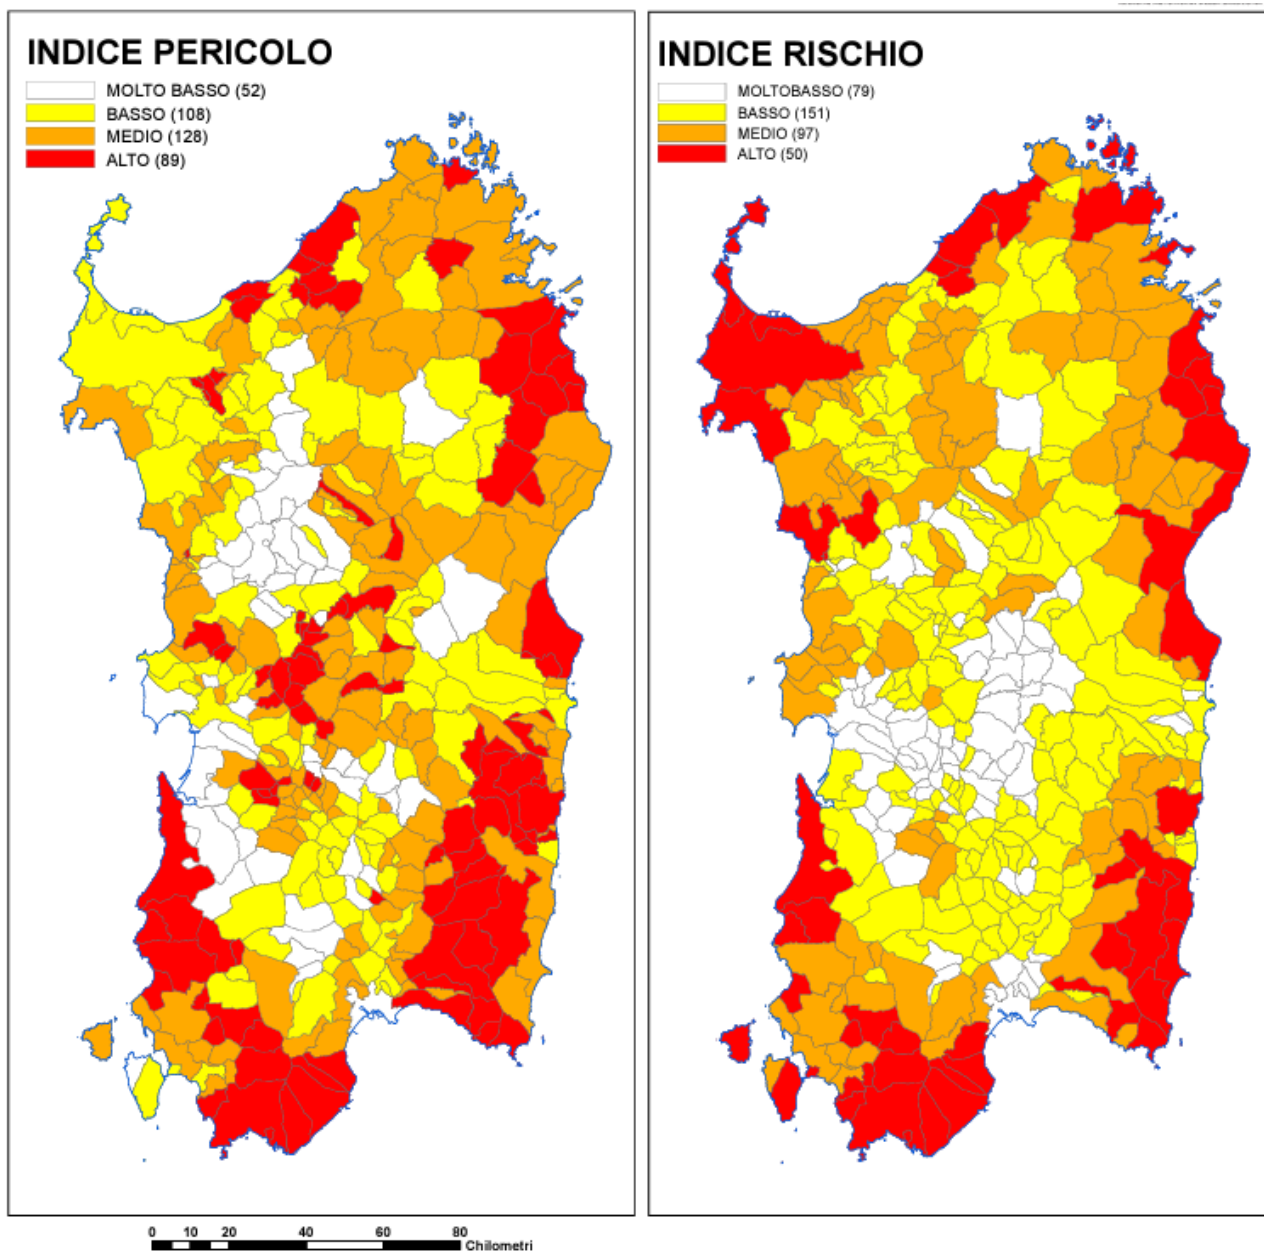 INDICE PERICOLO
MOLTO BASSO (52)
BASSO (108)
MEDIO (128)
ALTO (89)
INDICE RISCHIO
MOLTOBASSO (79)
BASSO (151)
MEDIO (97)
ALTO (50)
0 10 20 40 60 80
Chilometri